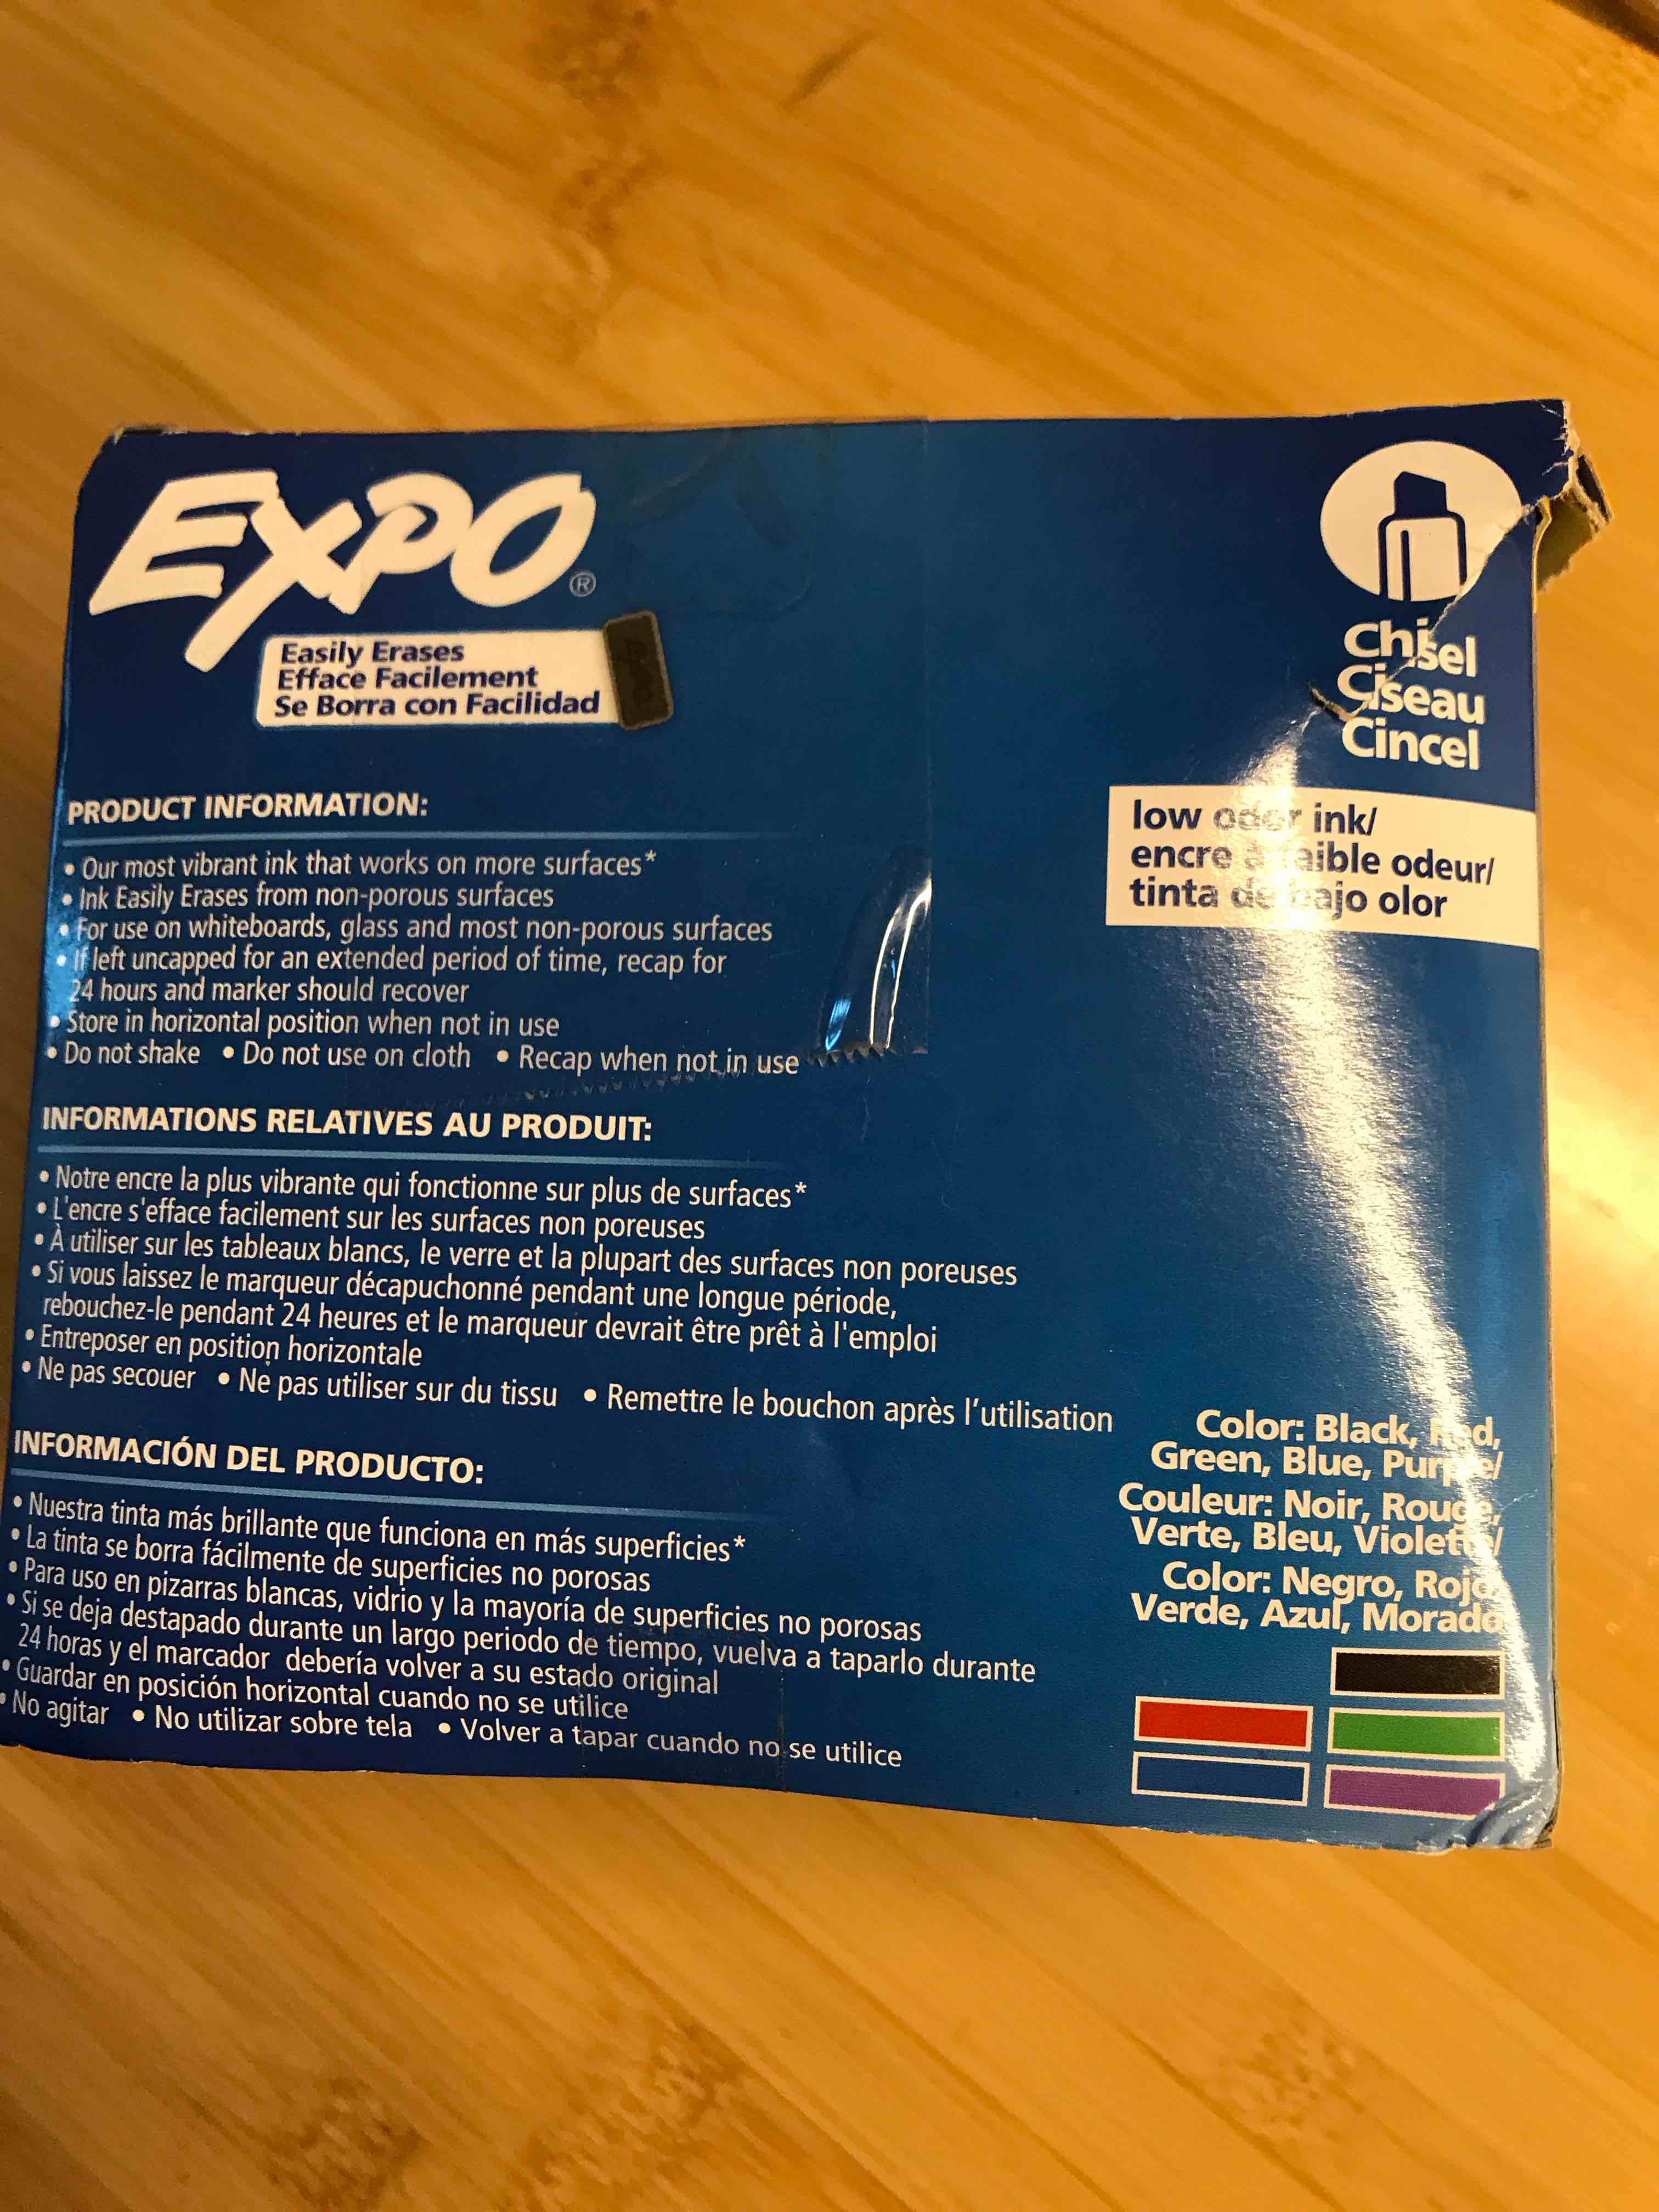 EXPO®
Easily Erases
Efface Facilement
Se Borra con Facilidad
Chisel
Ciseau
Cincel
low odor ink/
encre à faible odeur/
tinta de bajo olor
PRODUCT INFORMATION:
• Our most vibrant ink that works on more surfaces*
• Ink Easily Erases from non-porous surfaces
• For use on whiteboards, glass and most non-porous surfaces
• If left uncapped for an extended period of time, recap for
24 hours and marker should recover
• Store in horizontal position when not in use
• Do not shake • Do not use on cloth • Recap when not in use
INFORMATIONS RELATIVES AU PRODUIT:
• Notre encre la plus vibrante qui fonctionne sur plus de surfaces*
• L'encre s'efface facilement sur les surfaces non poreuses
• À utiliser sur les tableaux blancs, le verre et la plupart des surfaces non poreuses
• Si vous laissez le marqueur décapuchonné pendant une longue période,
rebouchez-le pendant 24 heures et le marqueur devrait être prêt à l'emploi
• Entreposer en position horizontale
• Ne pas secouer • Ne pas utiliser sur du tissu • Remettre le bouchon après l’utilisation
INFORMACIÓN DEL PRODUCTO:
• Nuestra tinta más brillante que funciona en más superficies*
• La tinta se borra fácilmente de superficies no porosas
• Para uso en pizarras blancas, vidrio y la mayoría de superficies no porosas
• Si se deja destapado durante un largo periodo de tiempo, vuelva a taparlo durante
24 horas y el marcador debería volver a su estado original
• Guardar en posición horizontal cuando no se utilice
• No agitar • No utilizar sobre tela • Volver a tapar cuando no se utilice
Color: Black, Red,
Green, Blue, Purple/
Couleur: Noir, Rouge,
Verte, Bleu, Violette/
Color: Negro, Rojo,
Verde, Azul, Morado